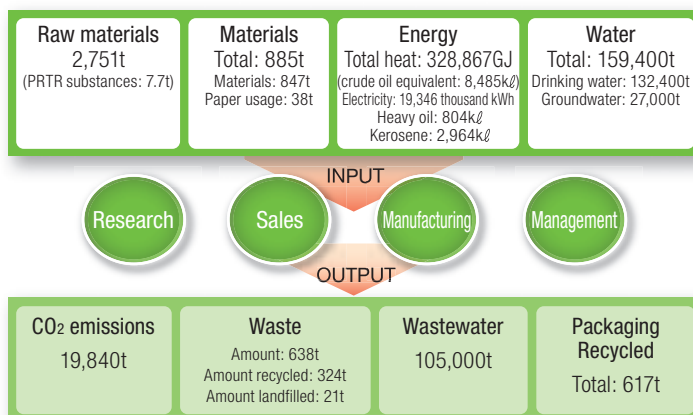 Raw materials
2,751t
(PRTR substances: 7.7t)
Materials
Total: 885t
Materials: 847t
Paper usage: 38t
Energy
Total heat: 328,867GJ
(crude oil equivalent: 8,485kℓ)
Electricity: 19,346 thousand kWh
Heavy oil: 804kℓ
Kerosene: 2,964kℓ
Water
Total: 159,400t
Drinking water: 132,400t
Groundwater: 27,000t
INPUT
Research
Sales
Manufacturing
Management
OUTPUT
CO₂ emissions
19,840t
Waste
Amount: 638t
Amount recycled: 324t
Amount landfilled: 21t
Wastewater
105,000t
Packaging
Recycled
Total: 617t